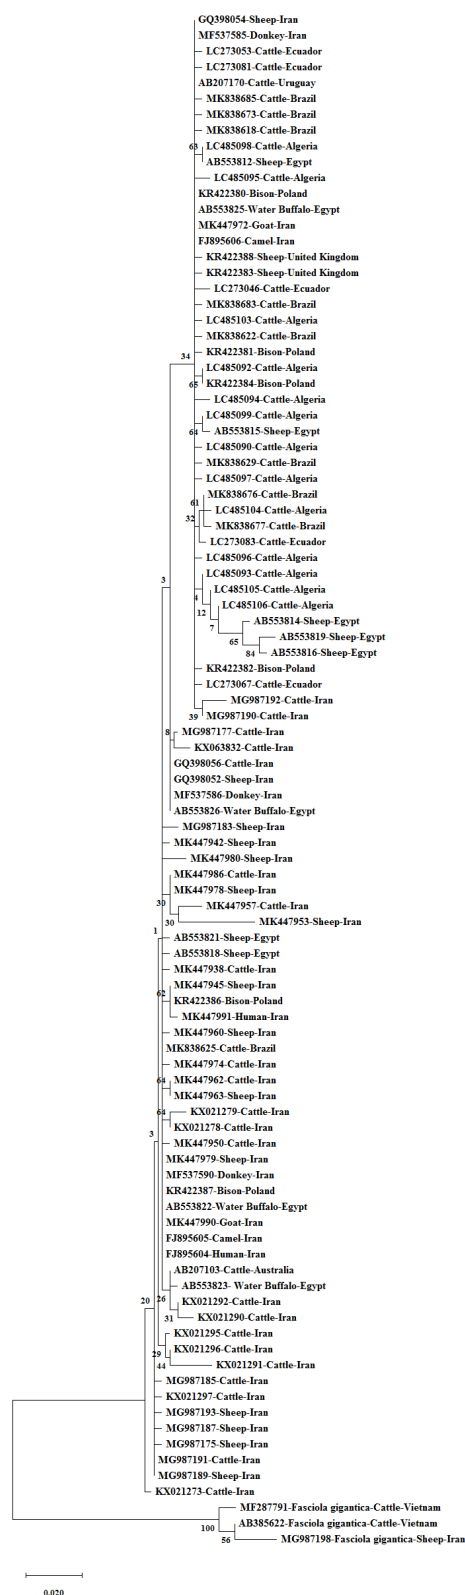 GQ398054-Sheep-Iran
MF537585-Donkey-Iran
LC273053-Cattle-Ecuador
LC273081-Cattle-Ecuador
AB207170-Cattle-Uruguay
MK838685-Cattle-Brazil
MK838673-Cattle-Brazil
MK838618-Cattle-Brazil
63
LC485098-Cattle-Algeria
AB553812-Sheep-Egypt
LC485095-Cattle-Algeria
KR422380-Bison-Poland
AB553825-Water Buffalo-Egypt
MK447972-Goat-Iran
FJ895606-Camel-Iran
KR422388-Sheep-United Kingdom
KR422383-Sheep-United Kingdom
LC273046-Cattle-Ecuador
MK838683-Cattle-Brazil
LC485103-Cattle-Algeria
MK838622-Cattle-Brazil
34
KR422381-Bison-Poland
LC485092-Cattle-Algeria
65
KR422384-Bison-Poland
LC485094-Cattle-Algeria
LC485099-Cattle-Algeria
64
AB553815-Sheep-Egypt
LC485090-Cattle-Algeria
MK838629-Cattle-Brazil
LC485097-Cattle-Algeria
MK838676-Cattle-Brazil
61
LC485104-Cattle-Algeria
32
MK838677-Cattle-Brazil
LC273083-Cattle-Ecuador
LC485096-Cattle-Algeria
LC485093-Cattle-Algeria
3
4
LC485105-Cattle-Algeria
12
LC485106-Cattle-Algeria
7
AB553814-Sheep-Egypt
65
AB553819-Sheep-Egypt
84
AB553816-Sheep-Egypt
KR422382-Bison-Poland
LC273067-Cattle-Ecuador
MG987192-Cattle-Iran
39
MG987190-Cattle-Iran
8
MG987177-Cattle-Iran
KX063832-Cattle-Iran
GQ398056-Cattle-Iran
GQ398052-Sheep-Iran
MF537586-Donkey-Iran
AB553826-Water Buffalo-Egypt
MG987183-Sheep-Iran
MK447942-Sheep-Iran
MK447980-Sheep-Iran
MK447986-Cattle-Iran
MK447978-Sheep-Iran
30
MK447957-Cattle-Iran
30
MK447953-Sheep-Iran
1
AB553821-Sheep-Egypt
AB553818-Sheep-Egypt
MK447938-Cattle-Iran
MK447945-Sheep-Iran
62
KR422386-Bison-Poland
MK447991-Human-Iran
MK447960-Sheep-Iran
MK838625-Cattle-Brazil
MK447974-Cattle-Iran
64
MK447962-Cattle-Iran
MK447963-Sheep-Iran
64
KX021279-Cattle-Iran
KX021278-Cattle-Iran
3
MK447950-Cattle-Iran
MK447979-Sheep-Iran
MF537590-Donkey-Iran
KR422387-Bison-Poland
AB553822-Water Buffalo-Egypt
MK447990-Goat-Iran
FJ895605-Camel-Iran
FJ895604-Human-Iran
AB207103-Cattle-Australia
AB553823- Water Buffalo-Egypt
20
26
KX021292-Cattle-Iran
31
KX021290-Cattle-Iran
KX021295-Cattle-Iran
29
KX021296-Cattle-Iran
44
KX021291-Cattle-Iran
MG987185-Cattle-Iran
KX021297-Cattle-Iran
MG987193-Sheep-Iran
MG987187-Sheep-Iran
MG987175-Sheep-Iran
MG987191-Cattle-Iran
MG987189-Sheep-Iran
KX021273-Cattle-Iran
MF287791-Fasciola gigantica-Cattle-Vietnam
100
AB385622-Fasciola gigantica-Cattle-Vietnam
56
MG987198-Fasciola gigantica-Sheep-Iran
0.020